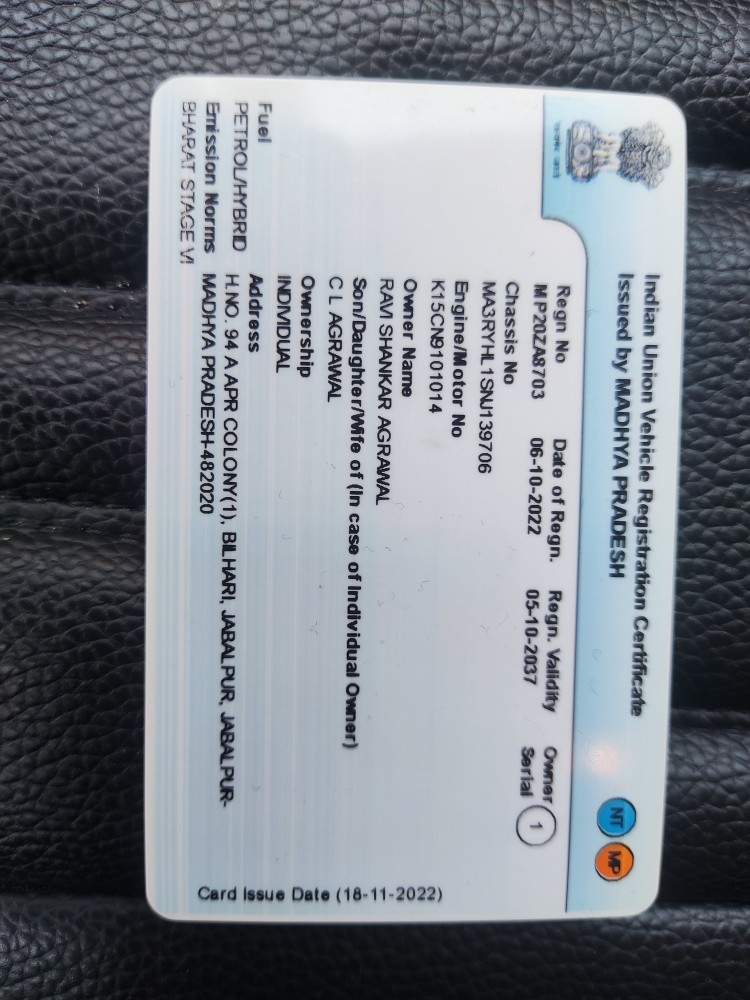 Indian Union Vehicle Registration Certificate
Issued by MADHYA PRADESH
NT MP
Regn No Date of Regn. Regn. Validity Owner Serial
MP20ZA8703 06-10-2022 05-10-2037 1
Chassis No
MA3RYHL1SNJ139706
Engine/Motor No
K15CN9101014
Owner Name
RAVI SHANKAR AGRAWAL
Son/Daughter/Wife of (In case of Individual Owner)
C L AGRAWAL
Ownership
INDIVIDUAL
Fuel
PETROL/HYBRID
Emission Norms
BHARAT STAGE VI
Address
H.NO. 94 A APR COLONY(1), BILHARI, JABALPUR, JABALPUR-
MADHYA PRADESH-482020
Card Issue Date (18-11-2022)